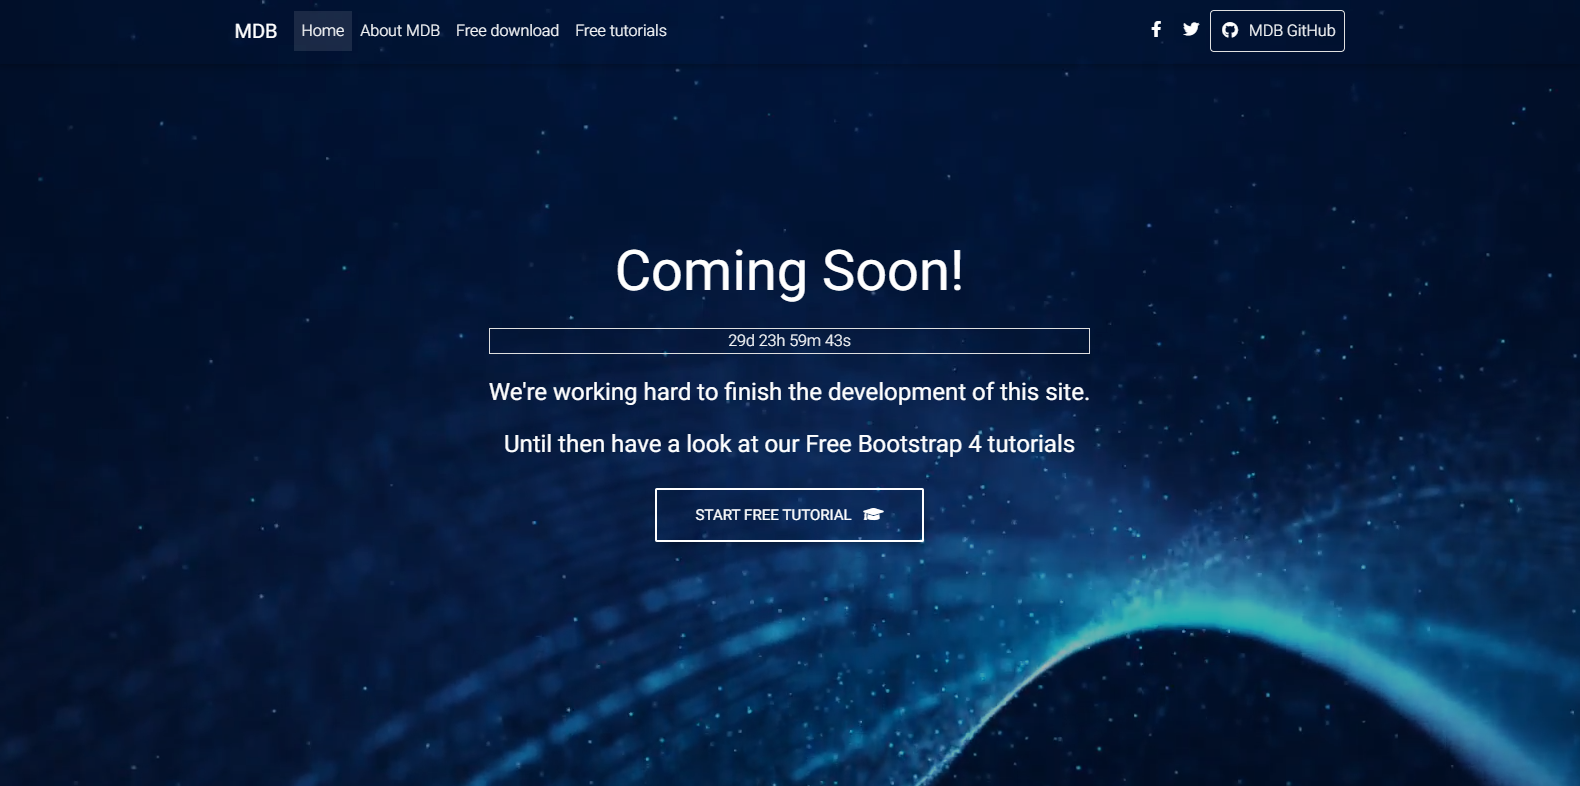 MDB Home About MDB Free download Free tutorials MDB GitHub
Coming Soon!
29d 23h 59m 43s
We're working hard to finish the development of this site.
Until then have a look at our Free Bootstrap 4 tutorials
START FREE TUTORIAL